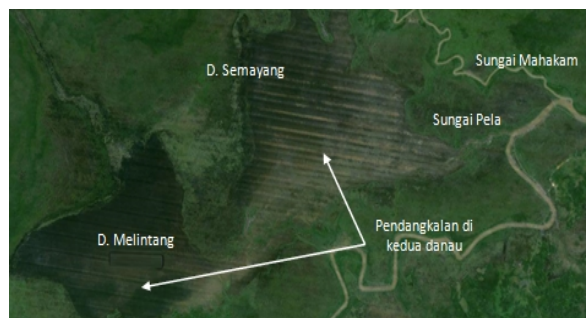 Sungai Mahakam
D. Semayang
Sungai Pela
Pendangkalan di
kedua danau
D. Melintang